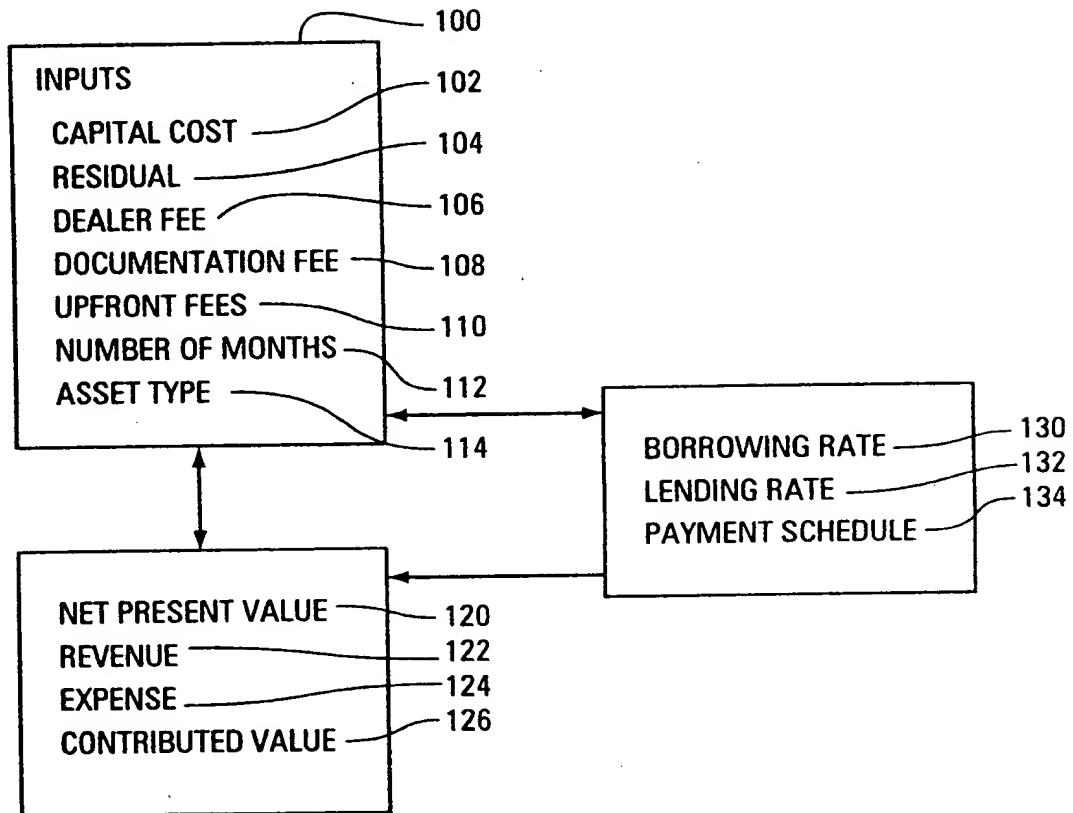 100
INPUTS
102
CAPITAL COST
104
RESIDUAL
106
DEALER FEE
DOCUMENTATION FEE 108
UPFRONT FEES
110
NUMBER OF MONTHS
112
ASSET TYPE
114
BORROWING RATE 130
LENDING RATE 132
PAYMENT SCHEDULE 134
NET PRESENT VALUE 120
REVENUE 122
EXPENSE 124
CONTRIBUTED VALUE 126